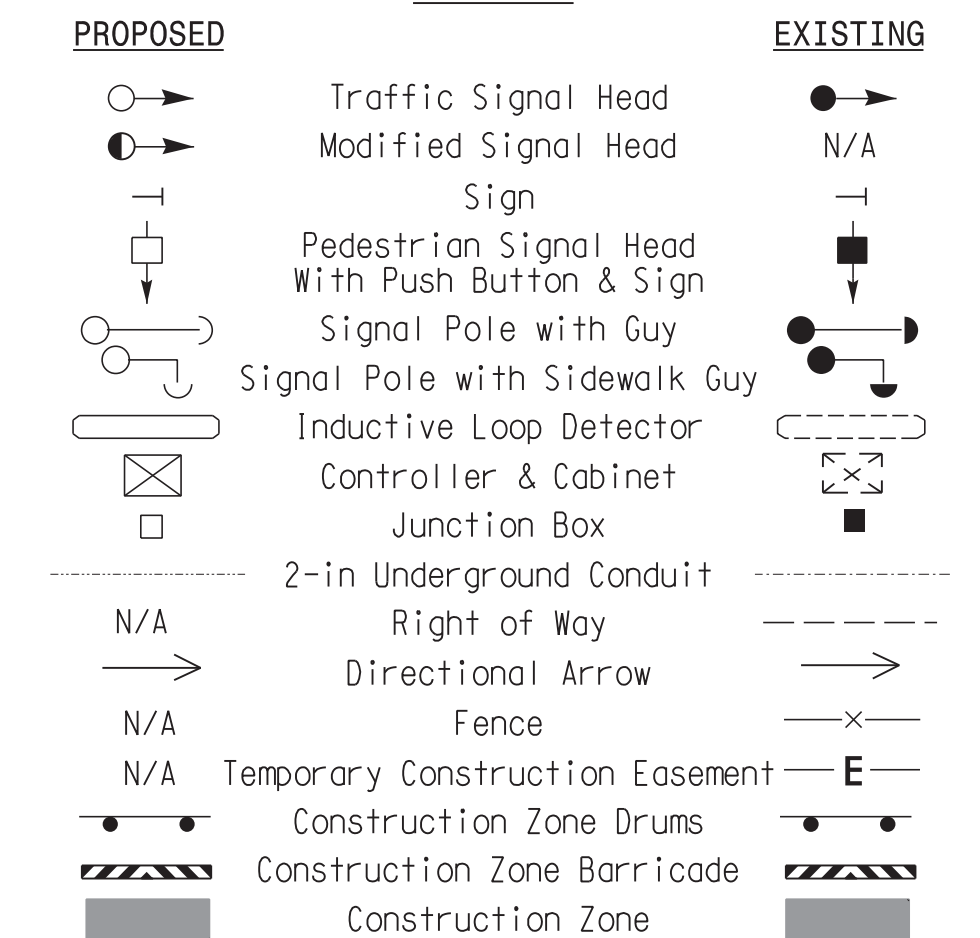 PROPOSED EXISTING
Traffic Signal Head
Modified Signal Head N/A
Sign
Pedestrian Signal Head
With Push Button & Sign
Signal Pole with Guy
Signal Pole with Sidewalk Guy
Inductive Loop Detector
Controller & Cabinet
Junction Box
2-in Underground Conduit
N/A Right of Way
Directional Arrow
N/A Fence
N/A Temporary Construction Easement E
Construction Zone Drums
Construction Zone Barricade
Construction Zone